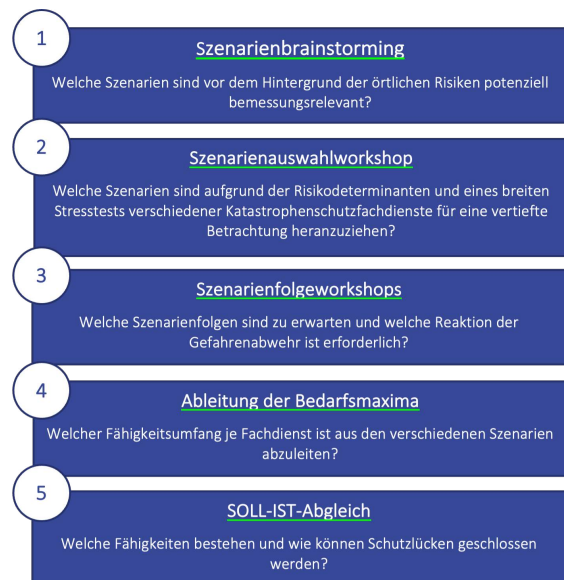 1
Szenarienbrainstorming
Welche Szenarien sind vor dem Hintergrund der örtlichen Risiken potenziell
bemessungsrelevant?
2
Szenarienauswahlworkshop
Welche Szenarien sind aufgrund der Risikodeterminanten und eines breiten
Stresstests verschiedener Katastrophenschutzfachdienste für eine vertiefte
Betrachtung heranzuziehen?
3
Szenarienfolgeworkshops
Welche Szenarienfolgen sind zu erwarten und welche Reaktion der
Gefahrenabwehr ist erforderlich?
4
Ableitung der Bedarfsmaxima
Welcher Fähigkeitsumfang je Fachdienst ist aus den verschiedenen Szenarien
abzuleiten?
5
SOLL-IST-Abgleich
Welche Fähigkeiten bestehen und wie können Schutzlücken geschlossen
werden?